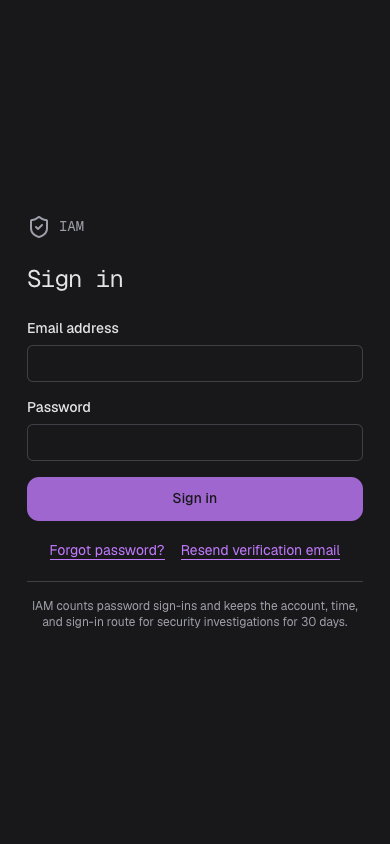 IAM
Sign in
Email address
Password
Sign in
Forgot password? Resend verification email
IAM counts password sign-ins and keeps the account, time,
and sign-in route for security investigations for 30 days.